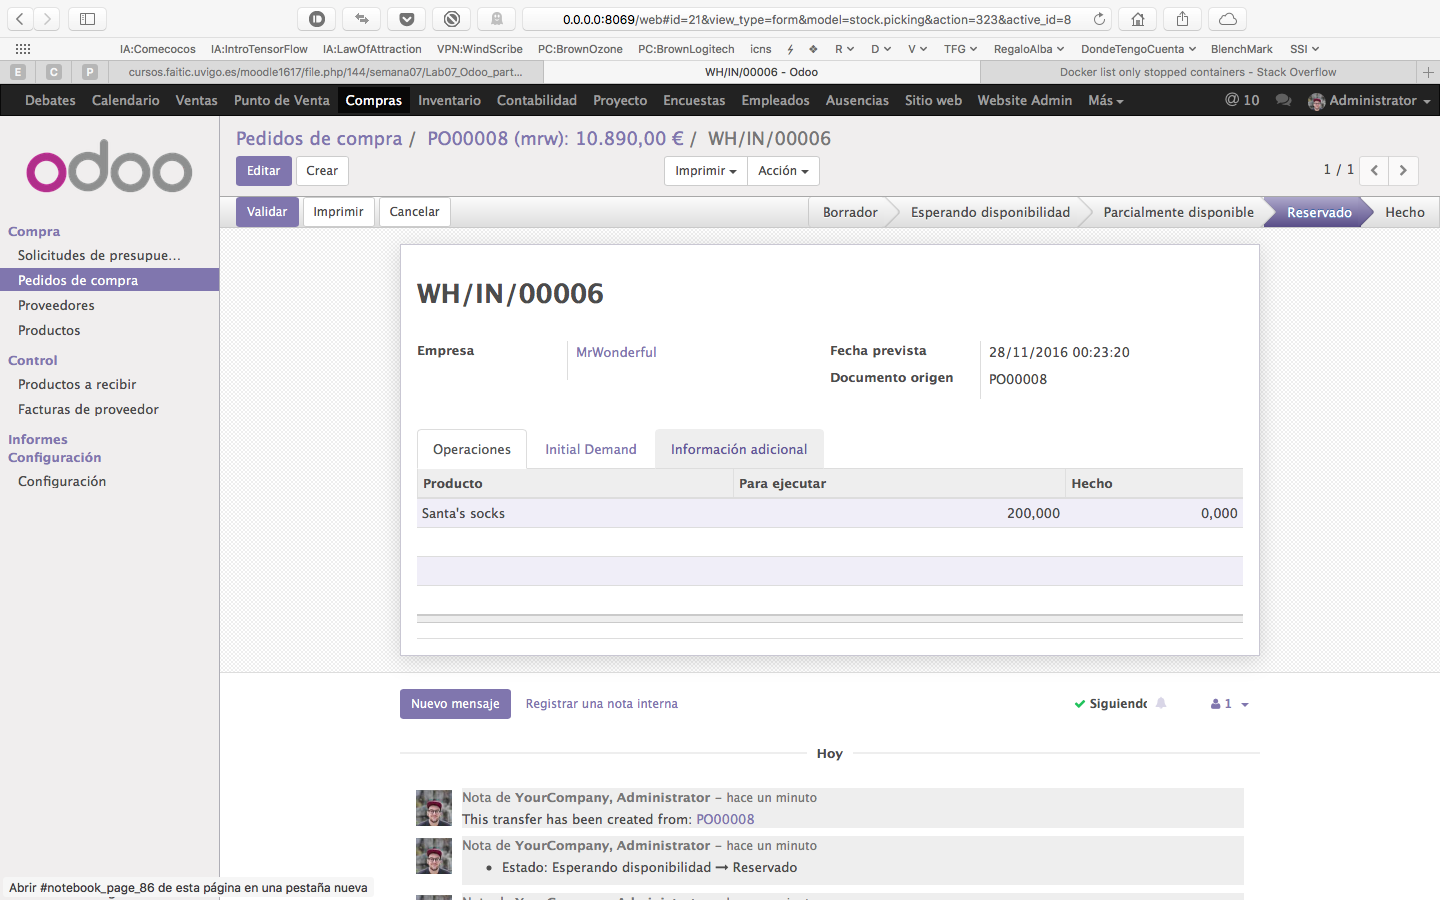 0.0.0.0:8069/web#id=21&view_type=form&model=stock.picking&action=323&active_id=8
IA:Comecocos IA:IntroTensorFlow IA:LawOfAttraction VPN:WindScribe PC:BrownOzone PC:BrownLogitech icns R D V TFG RegaloAlba DondeTengoCuenta BlenchMark SSI
E C P cursos.faitic.uvigo.es/moodle1617/file.php/144/semana07/Lab07_Odoo_part... WH/IN/00006 - Odoo Docker list only stopped containers - Stack Overflow
Debates Calendario Ventas Punto de Venta Compras Inventario Contabilidad Proyecto Encuestas Empleados Ausencias Sitio web Website Admin Más @ 10 Administrator
odoo
Compra
Solicitudes de presupue...
Pedidos de compra
Proveedores
Productos
Control
Productos a recibir
Facturas de proveedor
Informes
Configuración
Configuración
Pedidos de compra / PO00008 (mrw): 10.890,00 € / WH/IN/00006
Editar Crear Imprimir Acción 1 / 1
Validar Imprimir Cancelar Borrador Esperando disponibilidad Parcialmente disponible Reservado Hecho
WH/IN/00006
Empresa MrWonderful
Fecha prevista 28/11/2016 00:23:20
Documento origen PO00008
Operaciones Initial Demand Información adicional
Producto Para ejecutar Hecho
Santa's socks 200,000 0,000
Nuevo mensaje Registrar una nota interna Siguiendo 1
Hoy
Nota de YourCompany, Administrator - hace un minuto
This transfer has been created from: PO00008
Nota de YourCompany, Administrator - hace un minuto
• Estado: Esperando disponibilidad → Reservado
Nota de YourCompany, Administrator - hace un minuto
Abrir #notebook_page_86 de esta página en una pestaña nueva